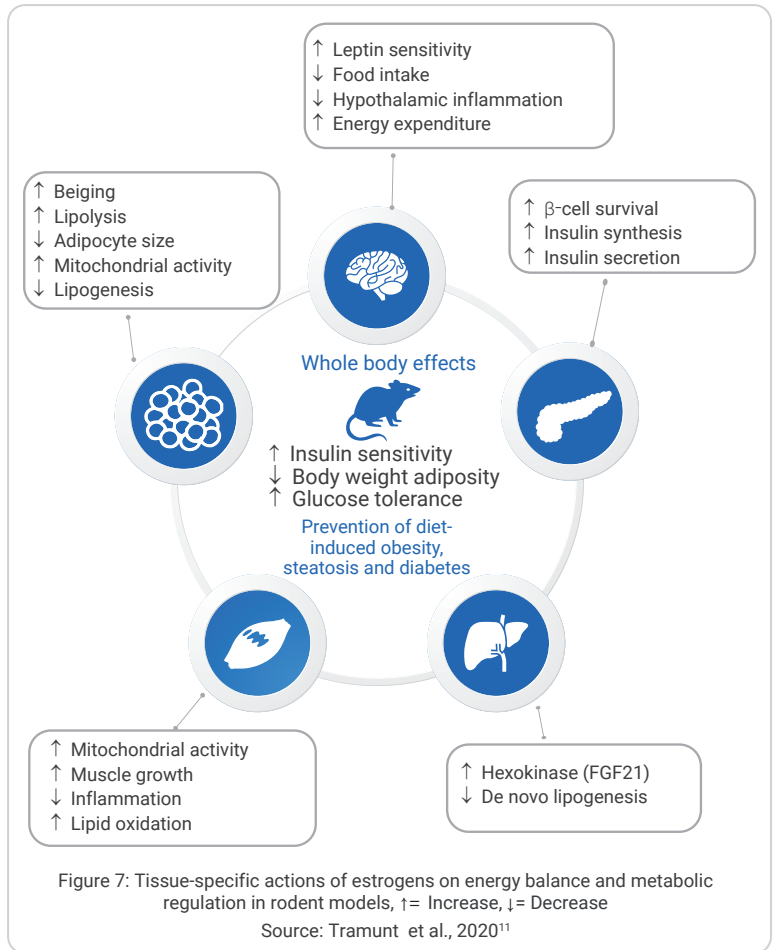 ↑ Leptin sensitivity
↓ Food intake
↓ Hypothalamic inflammation
↑ Energy expenditure
↑ Beiging
↑ Lipolysis
↓ Adipocyte size
↑ Mitochondrial activity
↓ Lipogenesis
↑ β-cell survival
↑ Insulin synthesis
↑ Insulin secretion
Whole body effects
↑ Insulin sensitivity
↓ Body weight adiposity
↑ Glucose tolerance
Prevention of diet-
induced obesity,
steatosis and diabetes
↑ Mitochondrial activity
↑ Muscle growth
↓ Inflammation
↑ Lipid oxidation
↑ Hexokinase (FGF21)
↓ De novo lipogenesis
Figure 7: Tissue-specific actions of estrogens on energy balance and metabolic
regulation in rodent models, ↑= Increase, ↓= Decrease
Source: Tramunt et al., 2020¹¹